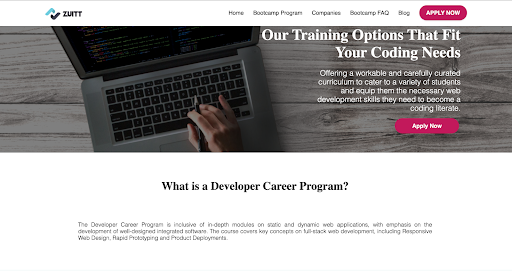 ZUITT
Home Bootcamp Program Companies Bootcamp FAQ Blog APPLY NOW
Our Training Options That Fit
Your Coding Needs
Offering a workable and carefully curated
curriculum to cater to a variety of students
and equip them the necessary web
development skills they need to become a
coding literate.
Apply Now
What is a Developer Career Program?
The Developer Career Program is inclusive of in-depth modules on static and dynamic web applications, with emphasis on the
development of well-designed integrated software. The course covers key concepts on full-stack web development, including Responsive
Web Design, Rapid Prototyping and Product Deployments.